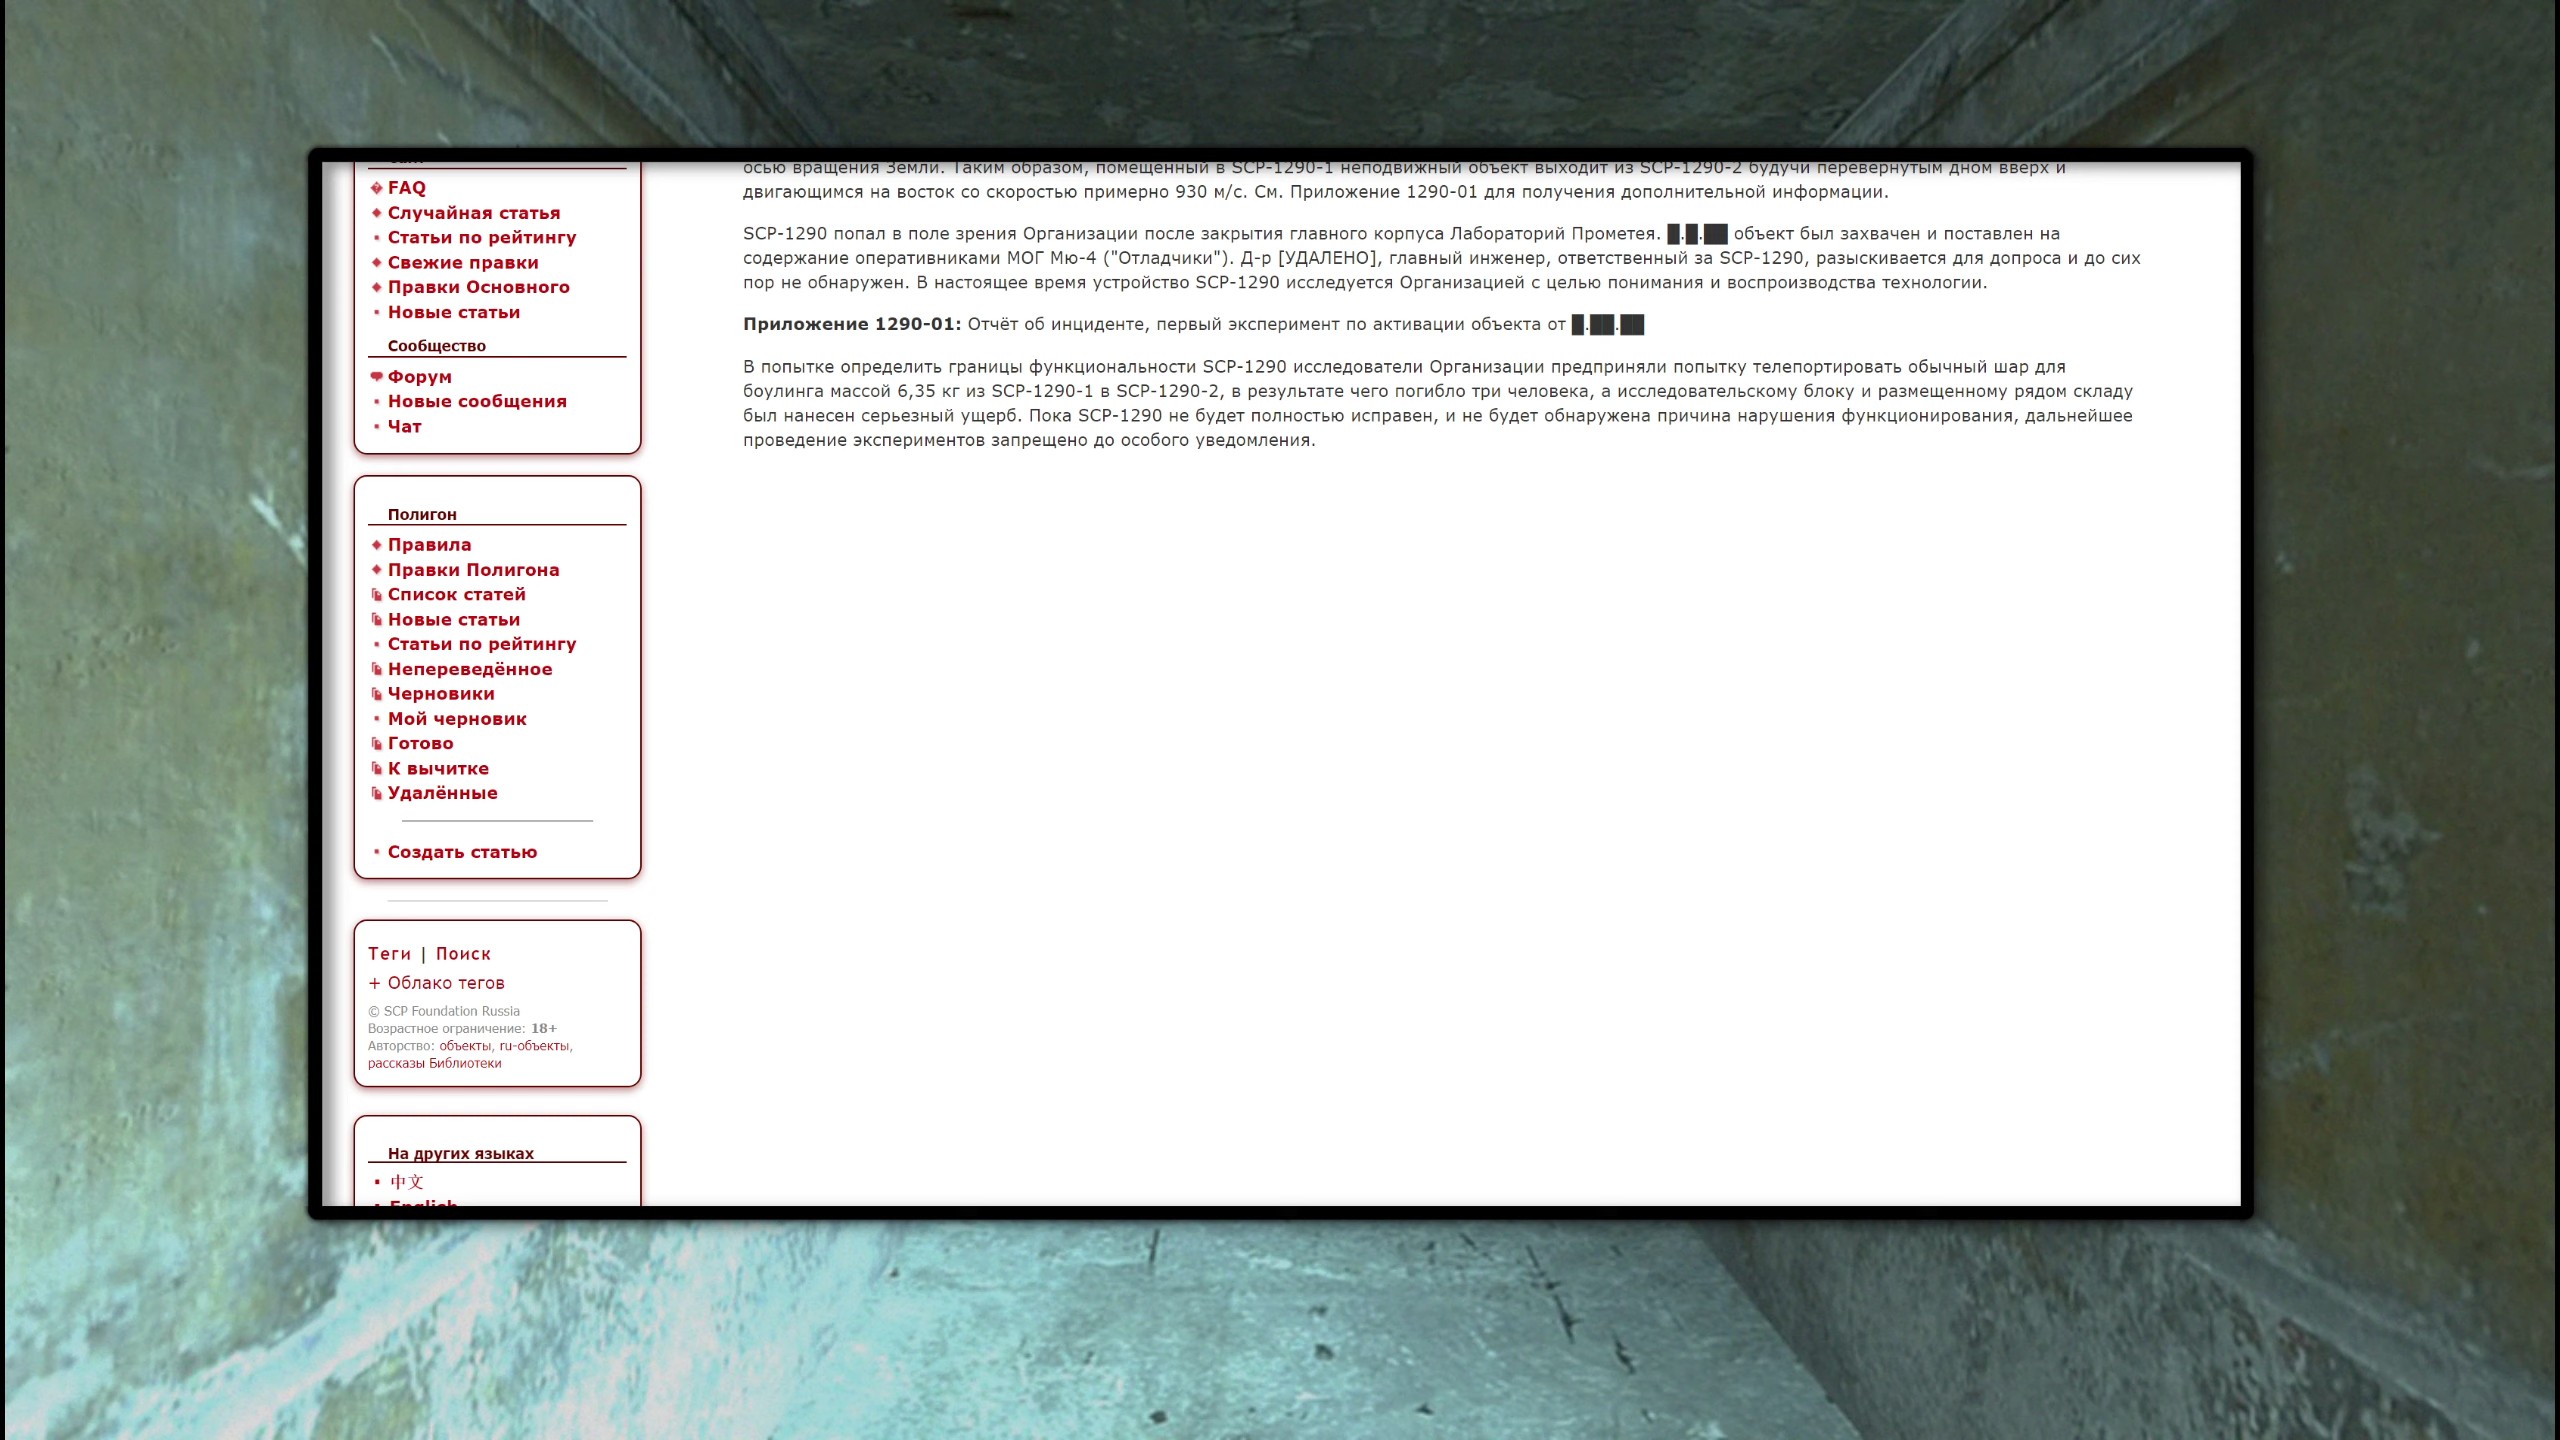 FAQ
Случайная статья
Статьи по рейтингу
Свежие правки
Правки Основного
Новые статьи
Сообщество
Форум
Новые сообщения
Чат
Полигон
Правила
Правки Полигона
Список статей
Новые статьи
Статьи по рейтингу
Непереведённое
Черновики
Мой черновик
Готово
К вычитке
Удалённые
Создать статью
Теги | Поиск
+ Облако тегов
© SCP Foundation Russia
Возрастное ограничение: 18+
Авторство: объекты, ru-объекты,
рассказы Библиотеки
На других языках
中文
English
осью вращения Земли. Таким образом, помещенный в SCP-1290-1 неподвижный объект выходит из SCP-1290-2 будучи перевернутым дном вверх и
двигающимся на восток со скоростью примерно 930 м/с. См. Приложение 1290-01 для получения дополнительной информации.
SCP-1290 попал в поле зрения Организации после закрытия главного корпуса Лабораторий Прометея. █.█.██ объект был захвачен и поставлен на
содержание оперативниками МОГ Мю-4 ("Отладчики"). Д-р [УДАЛЕНО], главный инженер, ответственный за SCP-1290, разыскивается для допроса и до сих
пор не обнаружен. В настоящее время устройство SCP-1290 исследуется Организацией с целью понимания и воспроизводства технологии.
Приложение 1290-01: Отчёт об инциденте, первый эксперимент по активации объекта от █.██.██
В попытке определить границы функциональности SCP-1290 исследователи Организации предприняли попытку телепортировать обычный шар для
боулинга массой 6,35 кг из SCP-1290-1 в SCP-1290-2, в результате чего погибло три человека, а исследовательскому блоку и размещенному рядом складу
был нанесен серьезный ущерб. Пока SCP-1290 не будет полностью исправен, и не будет обнаружена причина нарушения функционирования, дальнейшее
проведение экспериментов запрещено до особого уведомления.